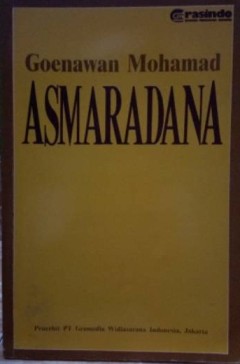 Grasindo
Goenawan Mohamad
ASMARADANA
Penerbit PT Gramedia Widiasarana Indonesia, Jakarta